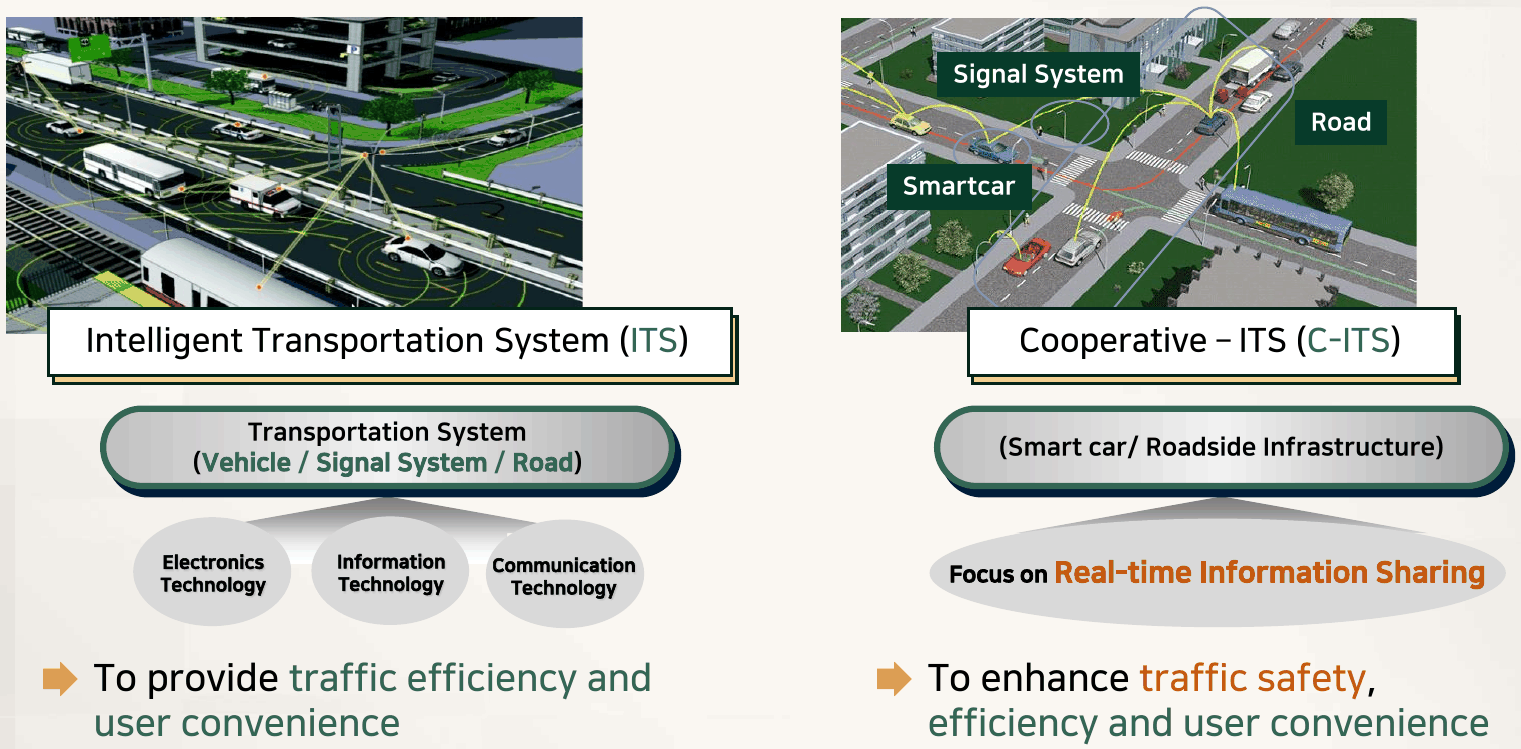 Intelligent Transportation System (ITS)
Transportation System
(Vehicle / Signal System / Road)
Electronics
Technology
Information
Technology
Communication
Technology
To provide traffic efficiency and
user convenience
Signal System
Road
Smartcar
Cooperative – ITS (C-ITS)
(Smart car/ Roadside Infrastructure)
Focus on Real-time Information Sharing
To enhance traffic safety,
efficiency and user convenience